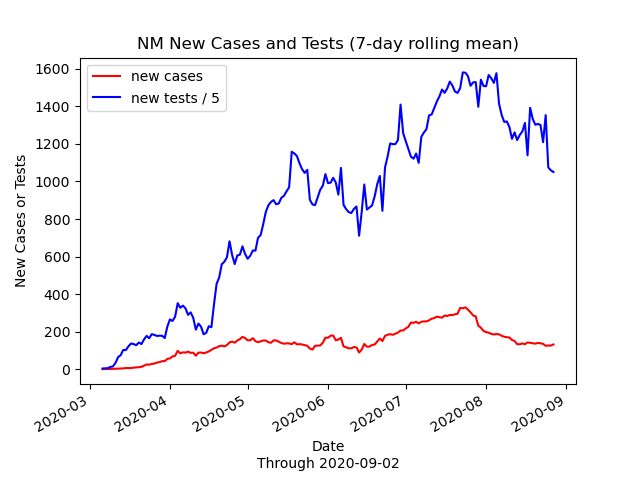 NM New Cases and Tests (7-day rolling mean)
new cases
new tests / 5
1600
1400
1200
1000
800
600
400
200
0
New Cases or Tests
2020-03
2020-04
2020-05
2020-06
2020-07
2020-08
2020-09
Date
Through 2020-09-02